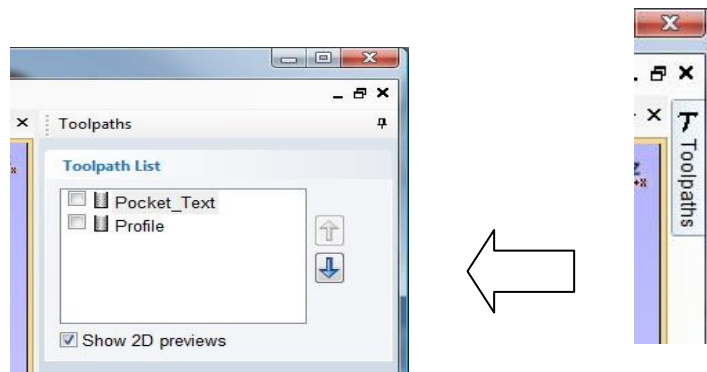 Toolpaths
Toolpath List
Pocket_Text
Profile
Show 2D previews
Toolpaths